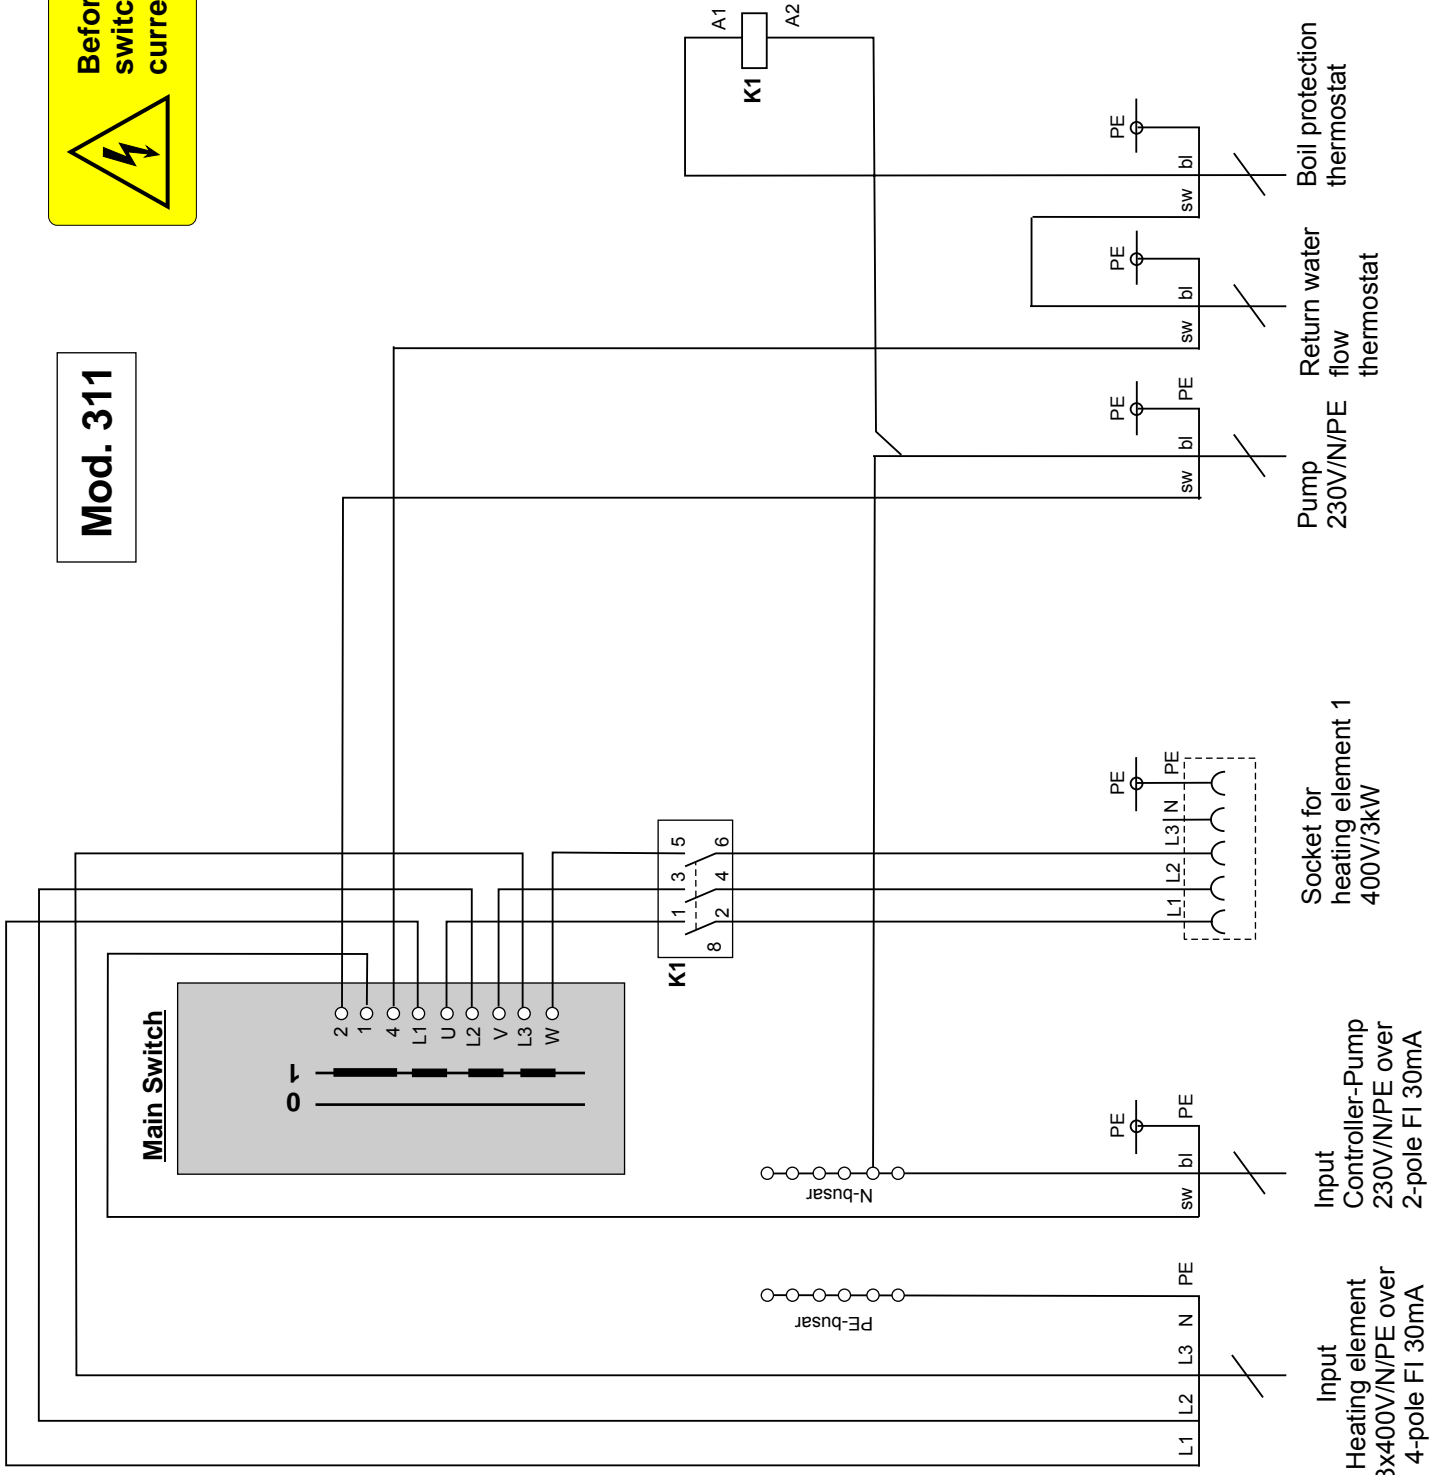 Befor
switc
curre
Mod. 311
Main Switch
0
1
2
1
4
L1
U
L2
V
L3
W
K1
A1
A2
K1
1
3
5
2
4
6
8
N-busar
PE-busar
L1
L2
L3
N
PE
sw
bl
PE
PE
L1
L2
L3
N
PE
PE
sw
bl
PE
PE
sw
bl
PE
sw
bl
PE
Input
Heating element
3x400V/N/PE over
4-pole FI 30mA
Input
Controller-Pump
230V/N/PE over
2-pole FI 30mA
Socket for
heating element 1
400V/3kW
Pump
230V/N/PE
Return water
flow
thermostat
Boil protection
thermostat